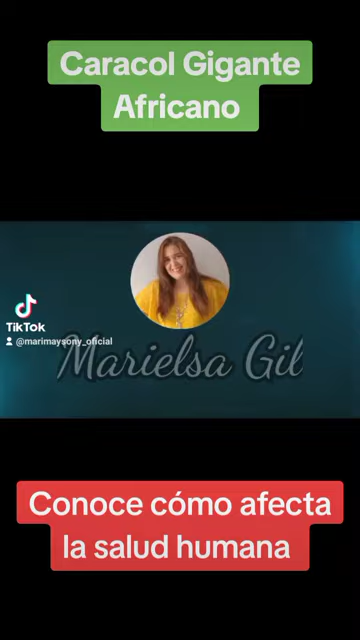 Caracol Gigante
Africano
TikTok
@marimaysony_oficial
Marielsa Gil
Conoce cómo afecta
la salud humana